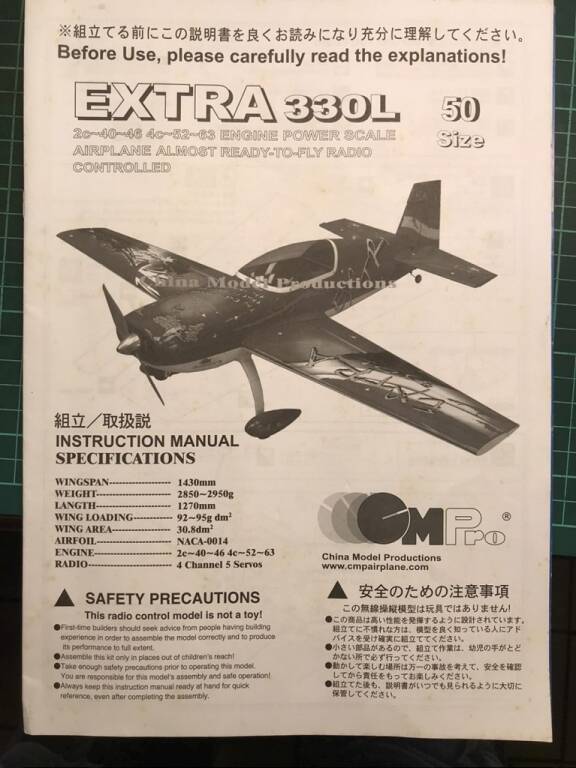 ※組立てる前にこの説明書を良くお読みになり充分に理解してください。
Before Use, please carefully read the explanations!
EXTRA 330L
50
Size
2c~40~46 4c~52~63 ENGINE POWER SCALE
AIRPLANE ALMOST READY-TO-FLY RADIO
CONTROLLED
China Model Productions
組立／取扱説
INSTRUCTION MANUAL
SPECIFICATIONS
WINGSPAN------------------- 1430mm
WEIGHT----------------------- 2850~2950g
LANGTH----------------------- 1270mm
WING LOADING------------ 92~95g dm²
WING AREA------------------ 30.8dm²
AIRFOIL----------------------- NACA-0014
ENGINE------------------------ 2c~40~46 4c~52~63
RADIO-------------------------- 4 Channel 5 Servos
CMPro®
China Model Productions
www.cmpairplane.com
▲ SAFETY PRECAUTIONS
This radio control model is not a toy!
●First-time builders should seek advice from people having building
experience in order to assemble the model correctly and to produce
its performance to full extent.
●Assemble this kit only in places out of children's reach!
●Take enough safety precautions prior to operating this model.
You are responsible for this model's assembly and safe operation!
●Always keep this instruction manual ready at hand for quick
reference, even after completing the assembly.
▲ 安全のための注意事項
この無線操縦模型は玩具ではありません!
●この商品は高い性能を発揮するように設計されています。
組立てに不慣れな方は、模型を良く知っている人にアド
バイスを受け確実に組立ててください。
●小さい部品があるので、組立て作業は、幼児の手がとど
かない所で必ず行ってください。
●動かして楽しむ場所は万一の事故を考えて、安全を確認
してから責任をもってお楽しみください。
●組立てた後も、説明書がいつでも見られるように大切に
保管してください。